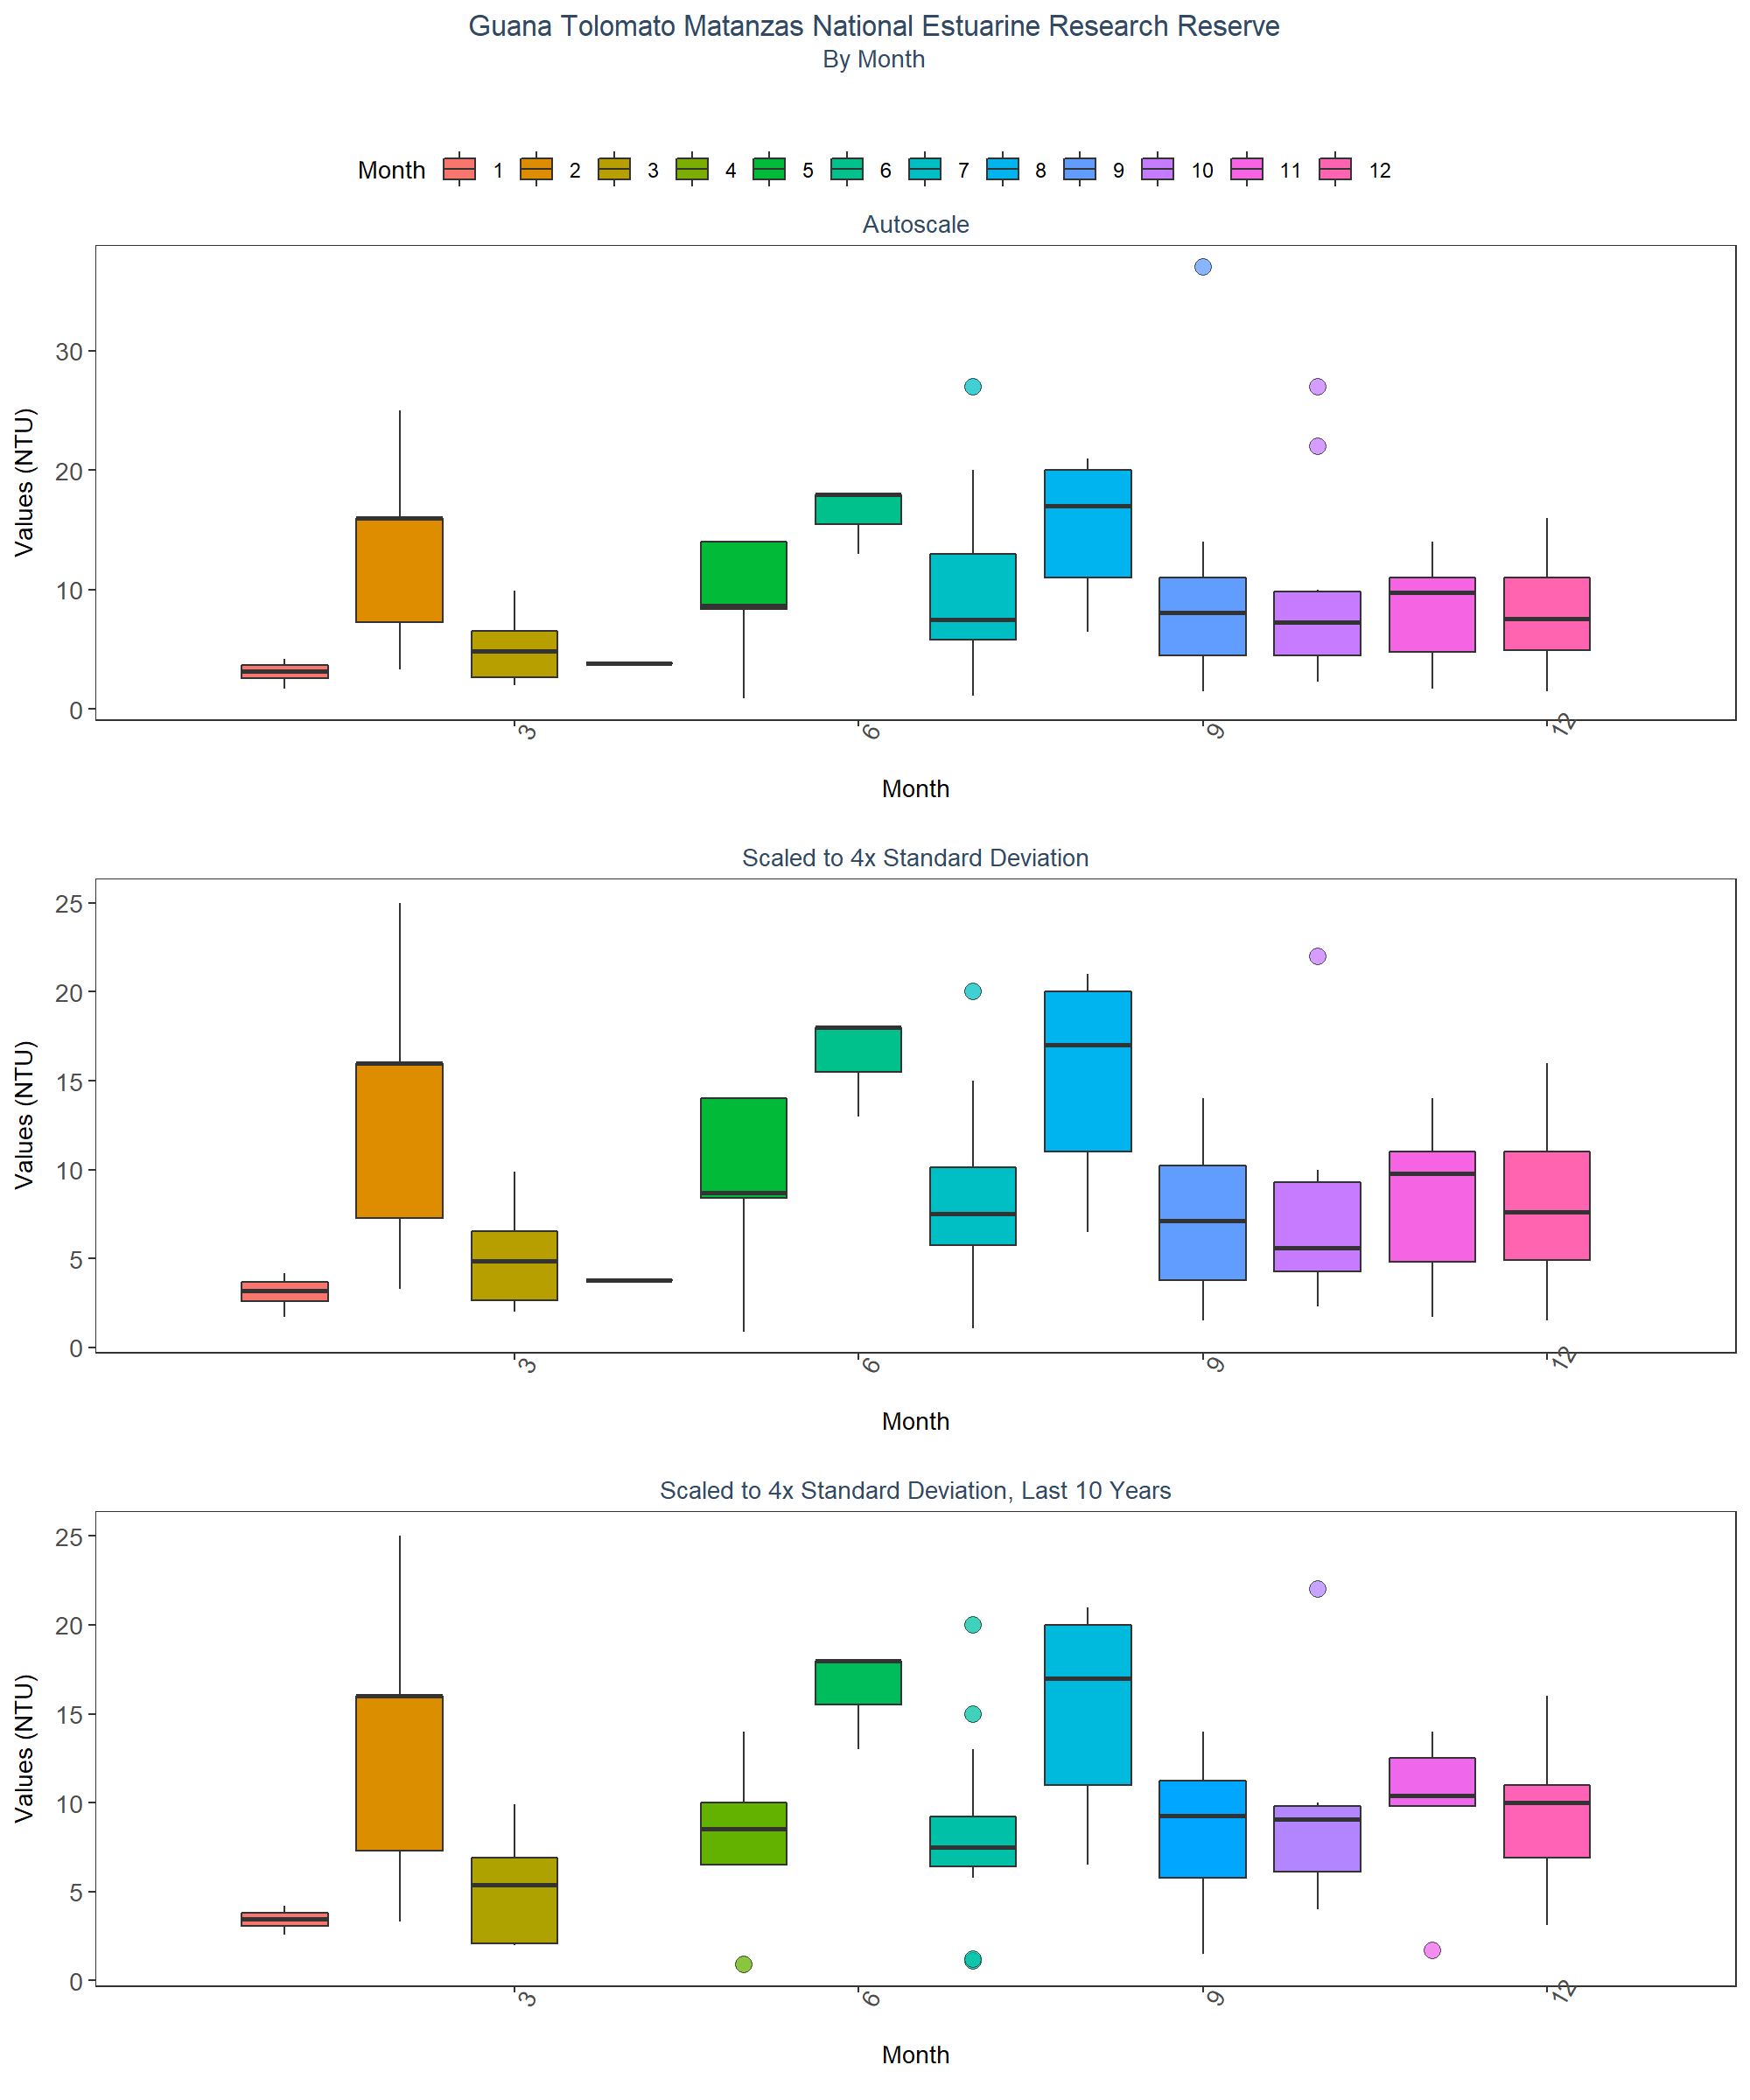 Guana Tolomato Matanzas National Estuarine Research Reserve
By Month
Month 1 2 3 4 5 6 7 8 9 10 11 12
Autoscale
Values (NTU)
30
20
10
0
3 6 9 12
Month
Scaled to 4x Standard Deviation
Values (NTU)
25
20
15
10
5
0
3 6 9 12
Month
Scaled to 4x Standard Deviation, Last 10 Years
Values (NTU)
25
20
15
10
5
0
3 6 9 12
Month